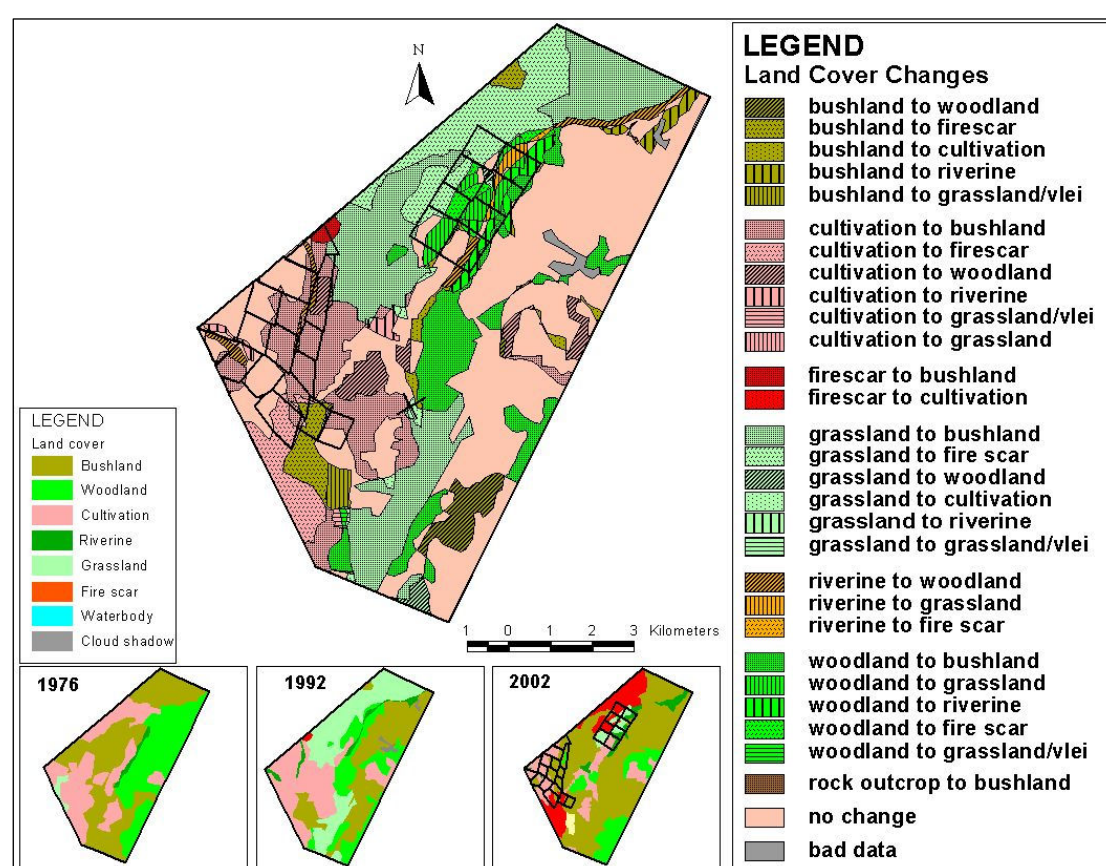 N
LEGEND
Land Cover Changes
bushland to woodland
bushland to firescar
bushland to cultivation
bushland to riverine
bushland to grassland/vlei
cultivation to bushland
cultivation to firescar
cultivation to woodland
cultivation to riverine
cultivation to grassland/vlei
cultivation to grassland
firescar to bushland
firescar to cultivation
grassland to bushland
grassland to fire scar
grassland to woodland
grassland to cultivation
grassland to riverine
grassland to grassland/vlei
riverine to woodland
riverine to grassland
riverine to fire scar
woodland to bushland
woodland to grassland
woodland to riverine
woodland to fire scar
woodland to grassland/vlei
rock outcrop to bushland
no change
bad data
LEGEND
Land cover
Bushland
Woodland
Cultivation
Riverine
Grassland
Fire scar
Waterbody
Cloud shadow
1 0 1 2 3 Kilometers
1976
1992
2002